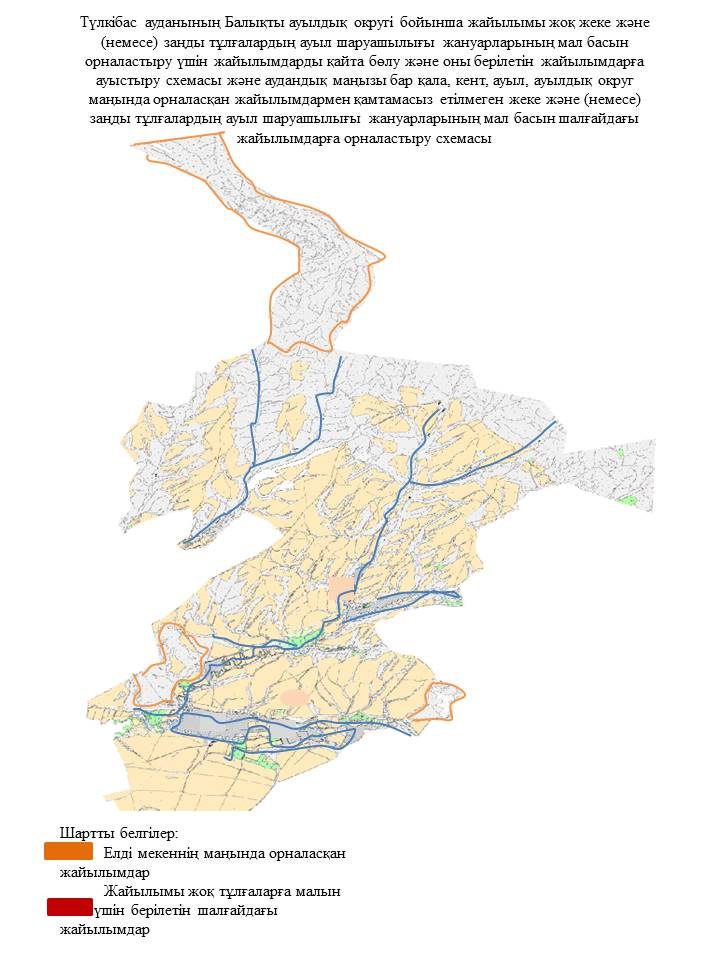 Түлкібас ауданының Балықты ауылдық округі бойынша жайылымы жоқ жеке және
(немесе) заңды тұлғалардың ауыл шаруашылығы жануарларының мал басын
орналастыру үшін жайылымдарды қайта бөлу және оны берілетін жайылымдарға
ауыстыру схемасы және аудандық маңызы бар қала, кент, ауыл, ауылдық округ
маңында орналасқан жайылымдармен қамтамасыз етілмеген жеке және (немесе)
заңды тұлғалардың ауыл шаруашылығы жануарларының мал басын шалғайдағы
жайылымдарға орналастыру схемасы
Шартты белгілер:
Елді мекеннің маңында орналасқан
жайылымдар
Жайылымы жоқ тұлғаларға малын
үшін берілетін шалғайдағы
жайылымдар